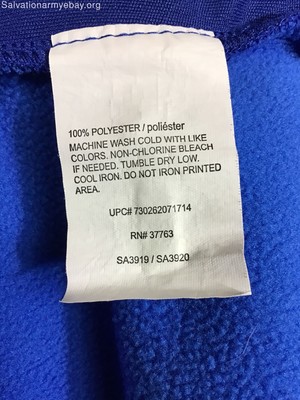 Salvationarmyebay.org
100% POLYESTER / poliéster
MACHINE WASH COLD WITH LIKE
COLORS. NON-CHLORINE BLEACH
IF NEEDED. TUMBLE DRY LOW.
COOL IRON. DO NOT IRON PRINTED
AREA.
UPC# 730262071714
RN# 37763
SA3919 / SA3920